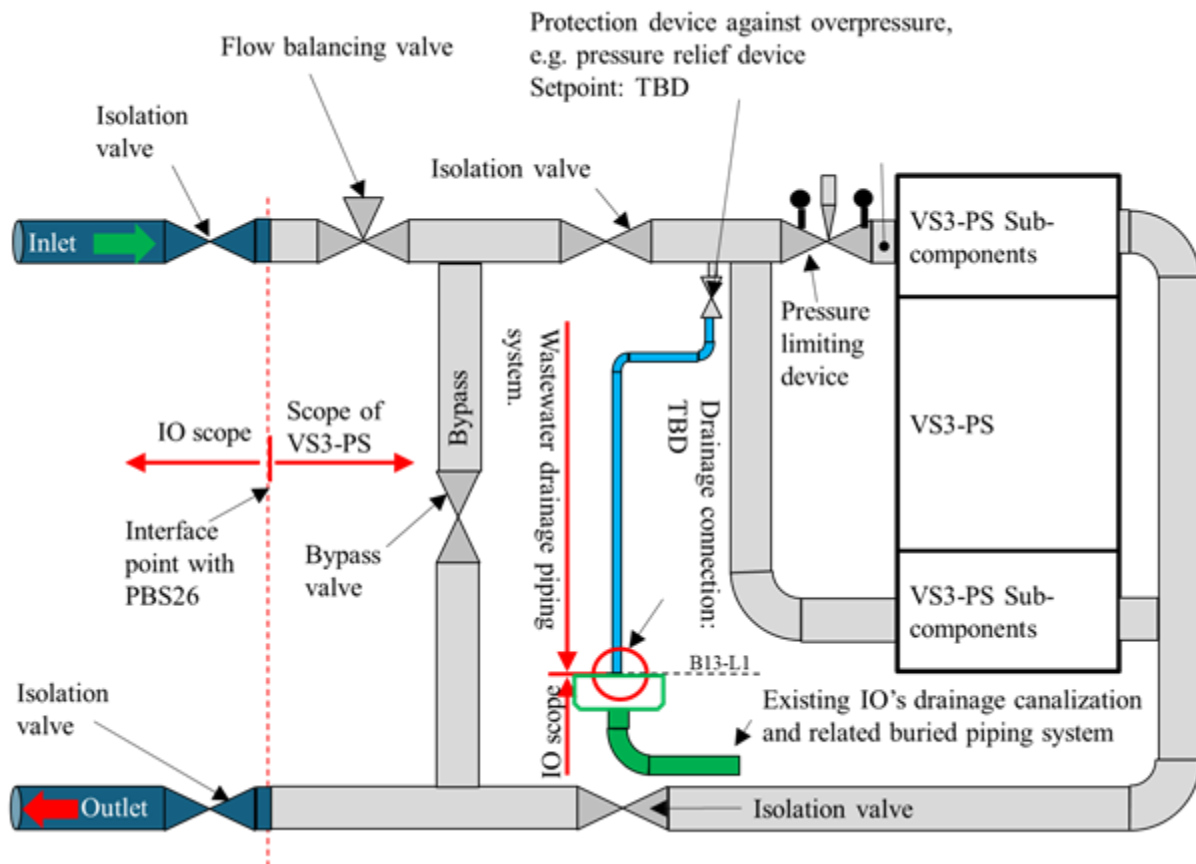 Protection device against overpressure,
e.g. pressure relief device
Setpoint: TBD
Flow balancing valve
Isolation
valve
Isolation valve
Inlet
VS3-PS Sub-
components
Pressure
limiting
device
Wastewater drainage piping
system.
Drainage connection:
TBD
Bypass
IO scope
Scope of
VS3-PS
VS3-PS
Interface
point with
PBS26
Bypass
valve
VS3-PS Sub-
components
B13-L1
IO scope
Existing IO's drainage canalization
and related buried piping system
Isolation
valve
Outlet
Isolation valve